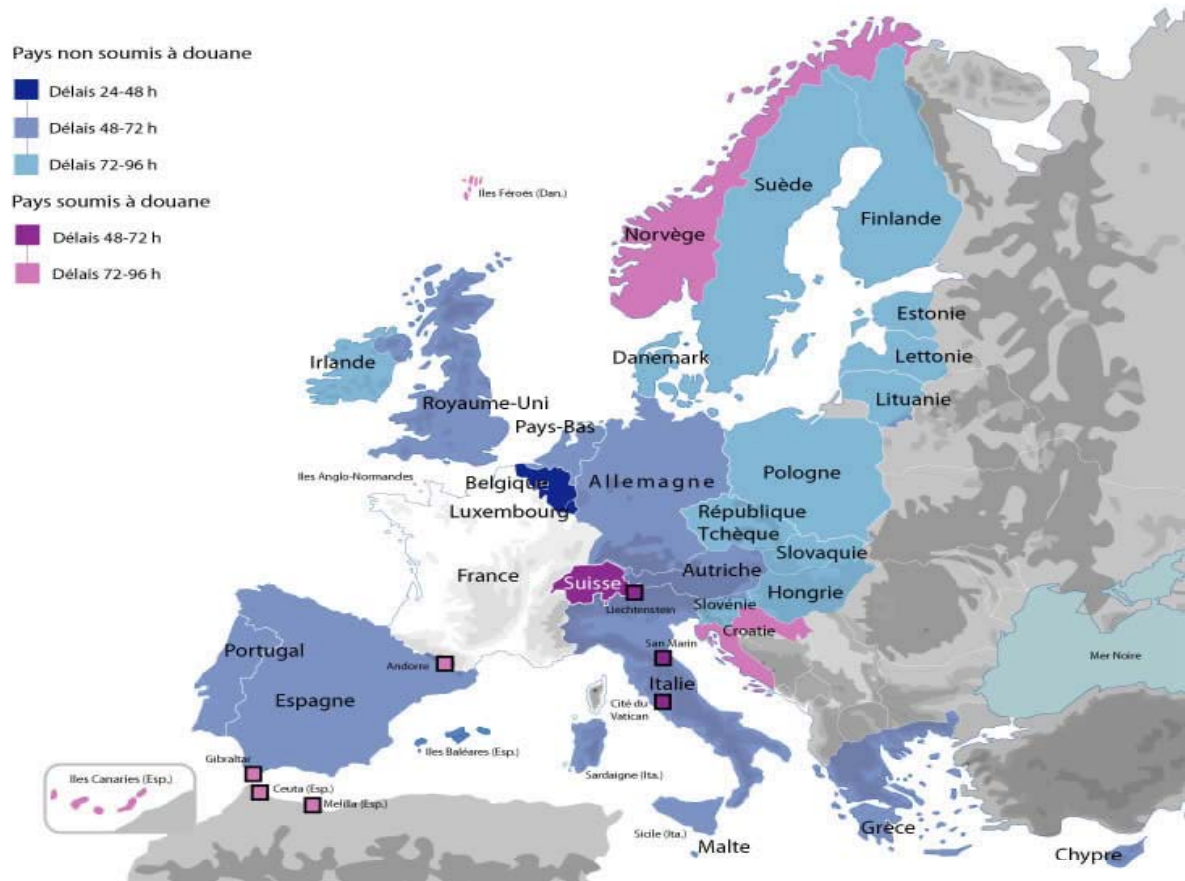 Pays non soumis à douane
Délais 24-48 h
Délais 48-72 h
Délais 72-96 h
Pays soumis à douane
Délais 48-72 h
Délais 72-96 h
Iles Féroés (Dan.)
Suède
Finlande
Norvège
Estonie
Irlande
Danemark
Lettonie
Lituanie
Royaume-Uni
Pays-Bas
Iles Anglo-Normandes
Belgique
Allemagne
Pologne
Luxembourg
République
Tchèque
Slovaquie
France
Suisse
Autriche
Hongrie
Liechtenstein
Slovénie
Croatie
San Marin
Portugal
Andorre
Italie
Mer Noire
Espagne
Cité du
Vatican
Iles Baléares (Esp.)
Gibraltar
Iles Canaries (Esp.)
Ceuta (Esp.)
Melilla (Esp.)
Sardaigne (Ita.)
Sicile (Ita.)
Malte
Grèce
Chypre